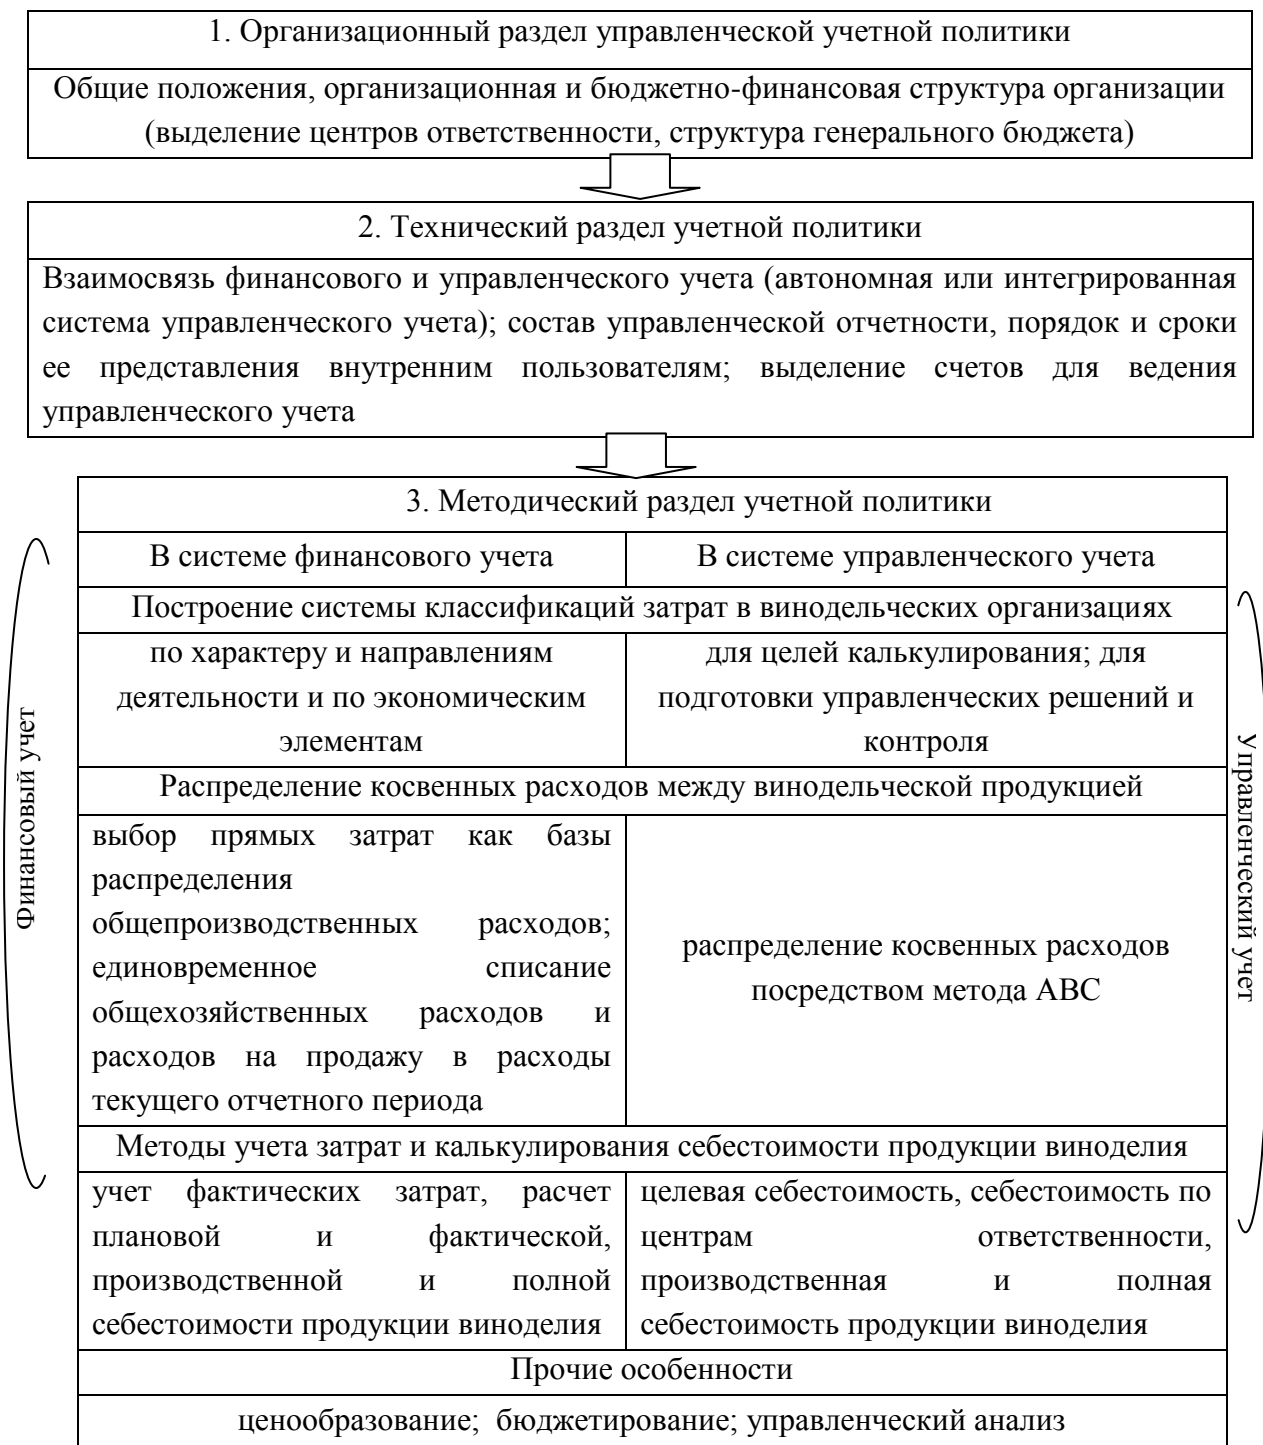 1. Организационный раздел управленческой учетной политики
Общие положения, организационная и бюджетно-финансовая структура организации
(выделение центров ответственности, структура генерального бюджета)
2. Технический раздел учетной политики
Взаимосвязь финансового и управленческого учета (автономная или интегрированная
система управленческого учета); состав управленческой отчетности, порядок и сроки
ее представления внутренним пользователям; выделение счетов для ведения
управленческого учета
3. Методический раздел учетной политики
В системе финансового учета
В системе управленческого учета
Построение системы классификаций затрат в винодельческих организациях
по характеру и направлениям
деятельности и по экономическим
элементам
для целей калькулирования; для
подготовки управленческих решений и
контроля
Распределение косвенных расходов между винодельческой продукцией
выбор прямых затрат как базы
распределения
общепроизводственных расходов;
единовременное списание
общехозяйственных расходов и
расходов на продажу в расходы
текущего отчетного периода
распределение косвенных расходов
посредством метода АВС
Методы учета затрат и калькулирования себестоимости продукции виноделия
учет фактических затрат, расчет
плановой и фактической,
производственной и полной
себестоимости продукции виноделия
целевая себестоимость, себестоимость по
центрам ответственности,
производственная и полная
себестоимость продукции виноделия
Прочие особенности
ценообразование; бюджетирование; управленческий анализ
Финансовый учет
Управленческий учет